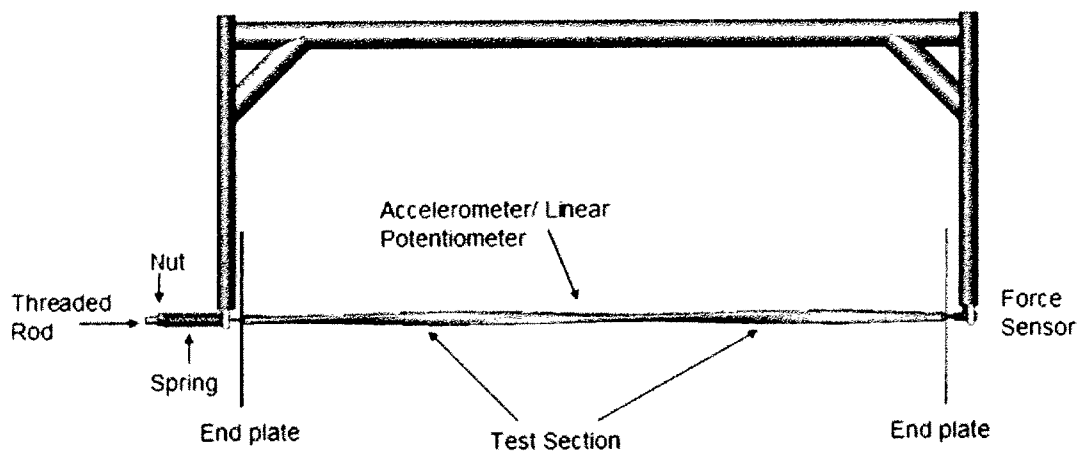 Accelerometer/ Linear
Potentiometer
Nut
Threaded
Rod
Force
Sensor
Spring
End plate
Test Section
End plate